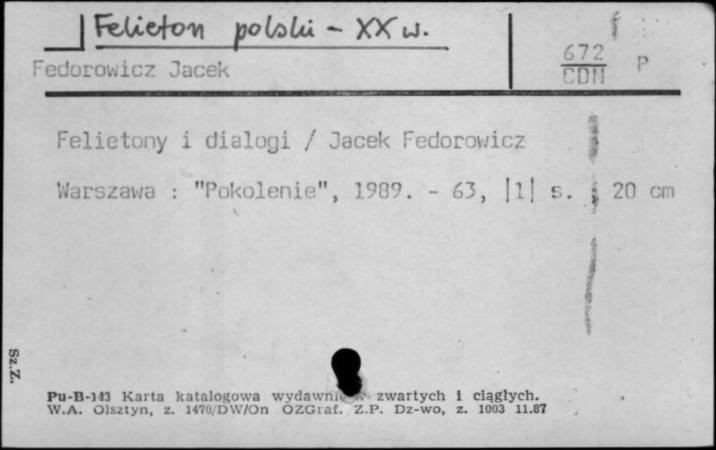 Felieton polski - XX w.
f
672
CDN
P
Fedorowicz Jacek
Felietony i dialogi / Jacek Fedorowicz
Warszawa : "Pokolenie", 1989. - 63, |1| s. ; 20 cm
Sz.Z.
Pu-B-143 Karta katalogowa wydawnictw zwartych i ciągłych.
W.A. Olsztyn, z. 1470/DW/On OZGraf. Z.P. Dz-wo, z. 1003 11.87